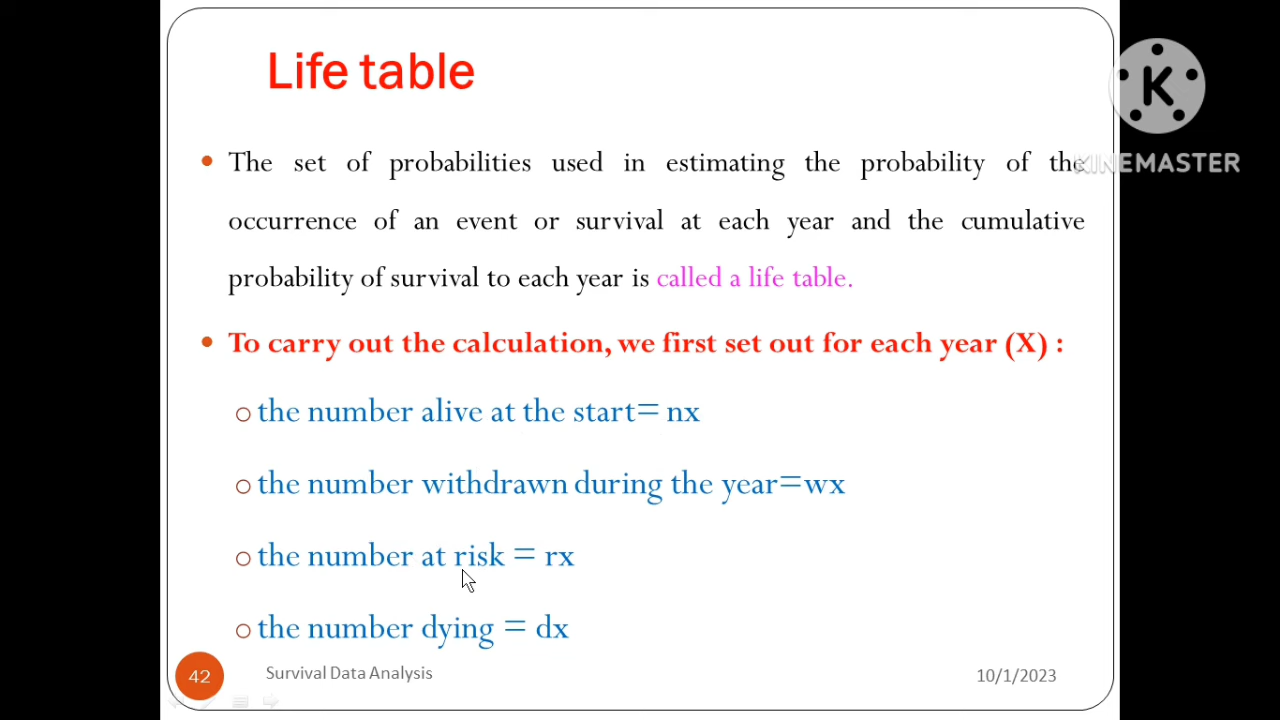 Life table
K
KINEMASTER
• The set of probabilities used in estimating the probability of the
occurrence of an event or survival at each year and the cumulative
probability of survival to each year is called a life table.
• To carry out the calculation, we first set out for each year (X) :
o the number alive at the start= nx
o the number withdrawn during the year=wx
o the number at risk = rx
o the number dying = dx
42
Survival Data Analysis
10/1/2023